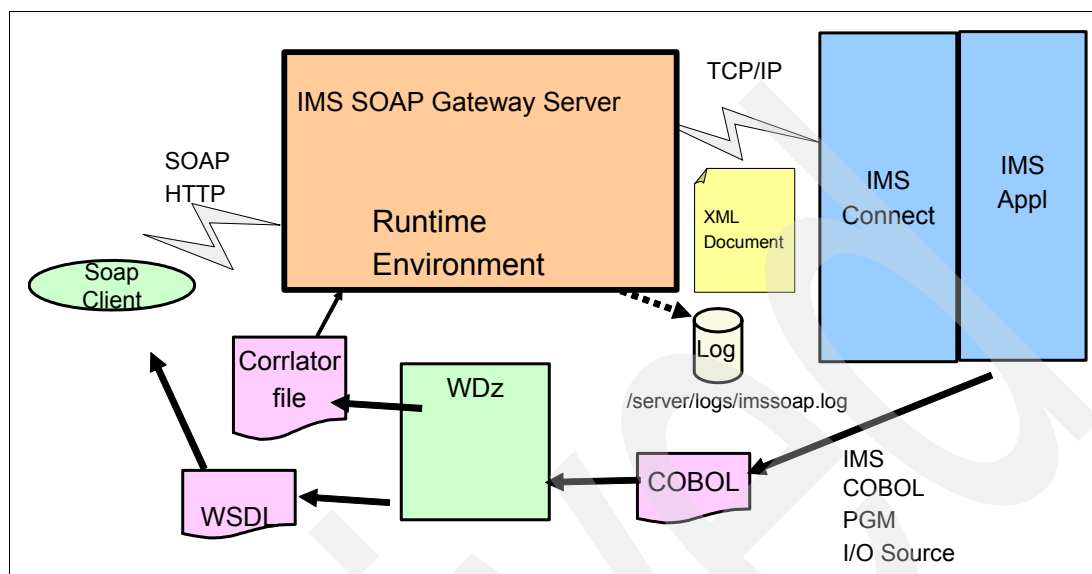 IMS SOAP Gateway Server
Runtime
Environment
TCP/IP
SOAP
HTTP
Soap
Client
XML
Document
IMS
Connect
IMS
Appl
Corrlator
file
WDz
Log
/server/logs/imssoap.log
WSDL
COBOL
IMS
COBOL
PGM
I/O Source